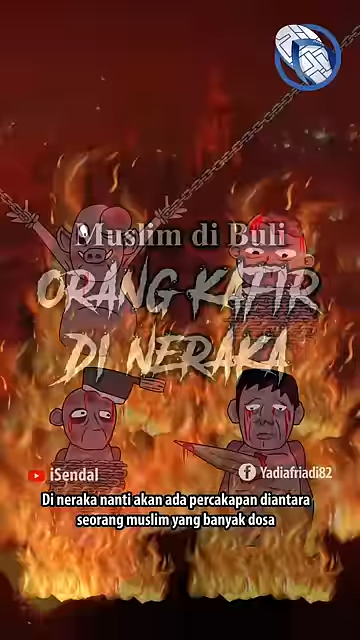 Muslim di Buli
ORANG KAFIR
DI NERAKA
iSendal
Yadiafriadi82
Di neraka nanti akan ada percakapan diantara
seorang muslim yang banyak dosa